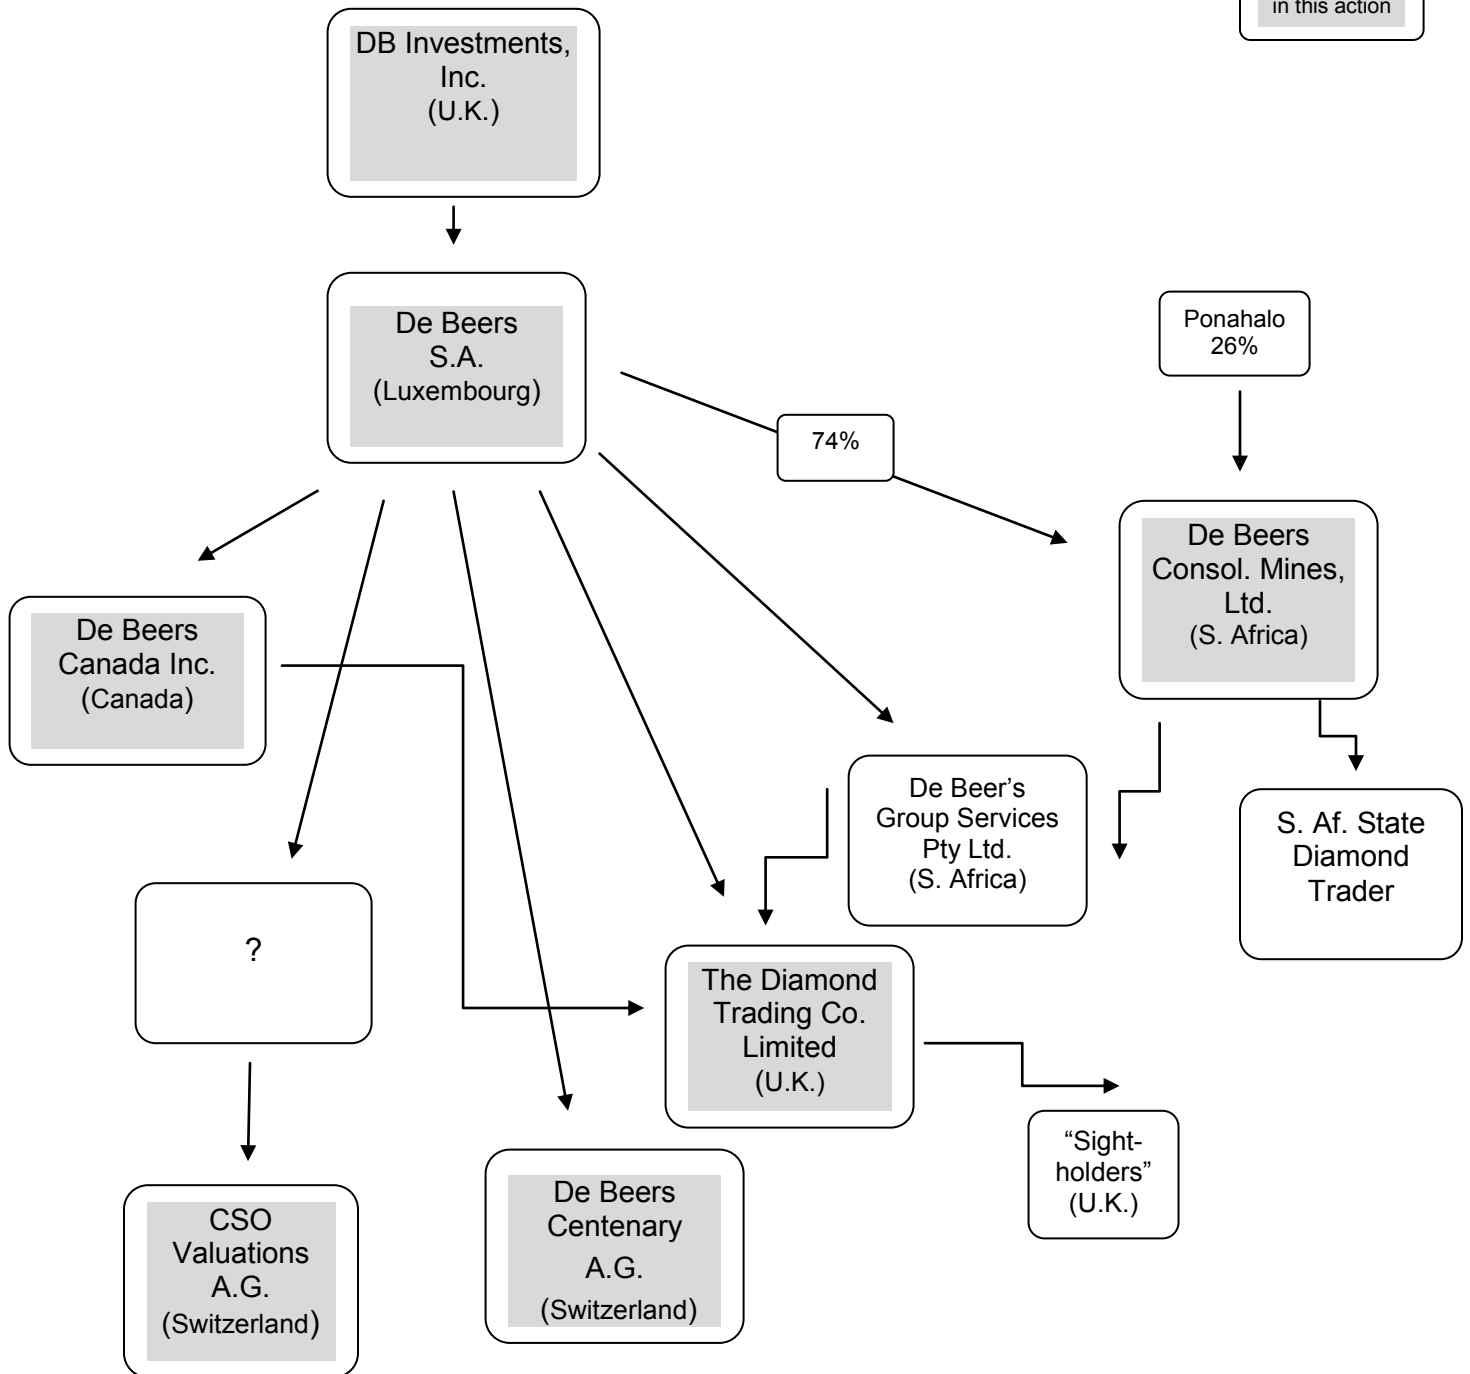 in this action
DB Investments,
Inc.
(U.K.)
De Beers
S.A.
(Luxembourg)
Ponahalo
26%
74%
De Beers
Consol. Mines,
Ltd.
(S. Africa)
De Beers
Canada Inc.
(Canada)
De Beer’s
Group Services
Pty Ltd.
(S. Africa)
S. Af. State
Diamond
Trader
?
The Diamond
Trading Co.
Limited
(U.K.)
“Sight-
holders”
(U.K.)
CSO
Valuations
A.G.
(Switzerland)
De Beers
Centenary
A.G.
(Switzerland)